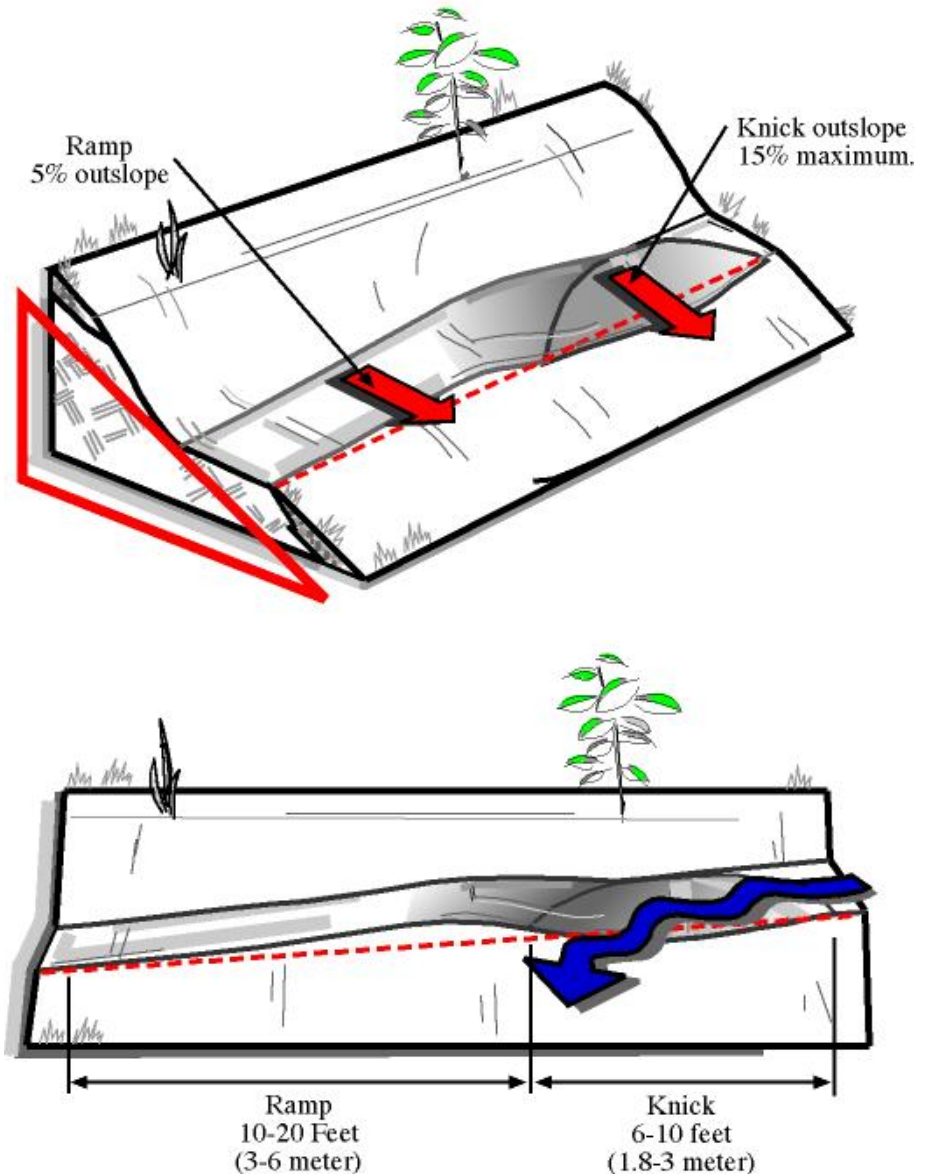 Ramp
5% outslope
Knick outslope
15% maximum.
Ramp
10-20 Feet
(3-6 meter)
Knick
6-10 feet
(1.8-3 meter)